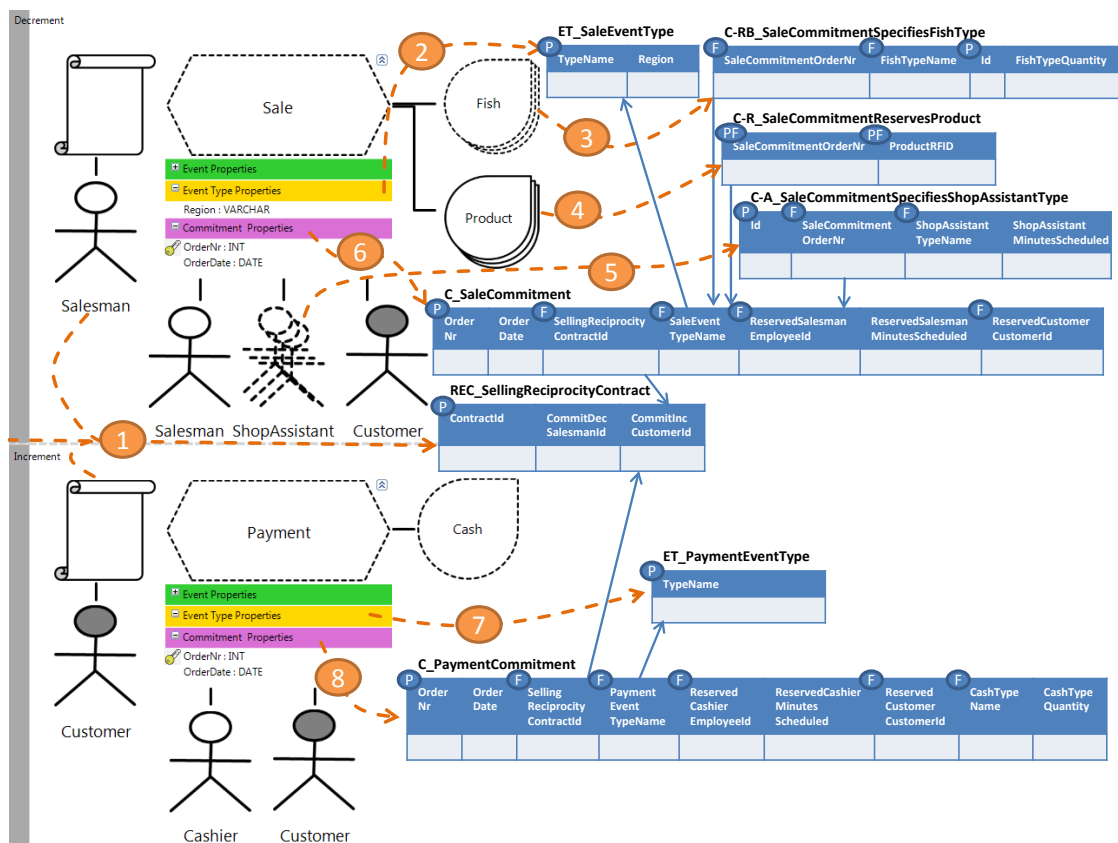 Decrement
ET_SaleEventType
P
TypeName
Region
C-RB_SaleCommitmentSpecifiesFishType
F
F
P
SaleCommitmentOrderNr
FishTypeName
Id
FishTypeQuantity
2
Sale
Fish
3
C-R_SaleCommitmentReservesProduct
PF
PF
SaleCommitmentOrderNr
ProductRFID
Event Properties
Event Type Properties
Region : VARCHAR
Commitment Properties
OrderNr : INT
OrderDate : DATE
Product
4
C-A_SaleCommitmentSpecifiesShopAssistantType
P
F
F
Id
SaleCommitment
OrderNr
ShopAssistant
TypeName
ShopAssistant
MinutesScheduled
6
5
Salesman
C_SaleCommitment
P
F
F
F
F
Order
Nr
Order
Date
SellingReciprocity
ContractId
SaleEvent
TypeName
ReservedSalesman
EmployeeId
ReservedSalesman
MinutesScheduled
ReservedCustomer
CustomerId
REC_SellingReciprocityContract
P
ContractId
CommitDec
SalesmanId
CommitInc
CustomerId
Salesman
ShopAssistant
Customer
1
Increment
Payment
Cash
ET_PaymentEventType
P
TypeName
Event Properties
Event Type Properties
Commitment Properties
OrderNr : INT
OrderDate : DATE
7
8
Customer
C_PaymentCommitment
P
F
F
F
F
F
Order
Nr
Order
Date
Selling
Reciprocity
ContractId
Payment
Event
TypeName
Reserved
Cashier
EmployeeId
ReservedCashier
Minutes
Scheduled
Reserved
Customer
CustomerId
CashType
Name
CashType
Quantity
Cashier
Customer